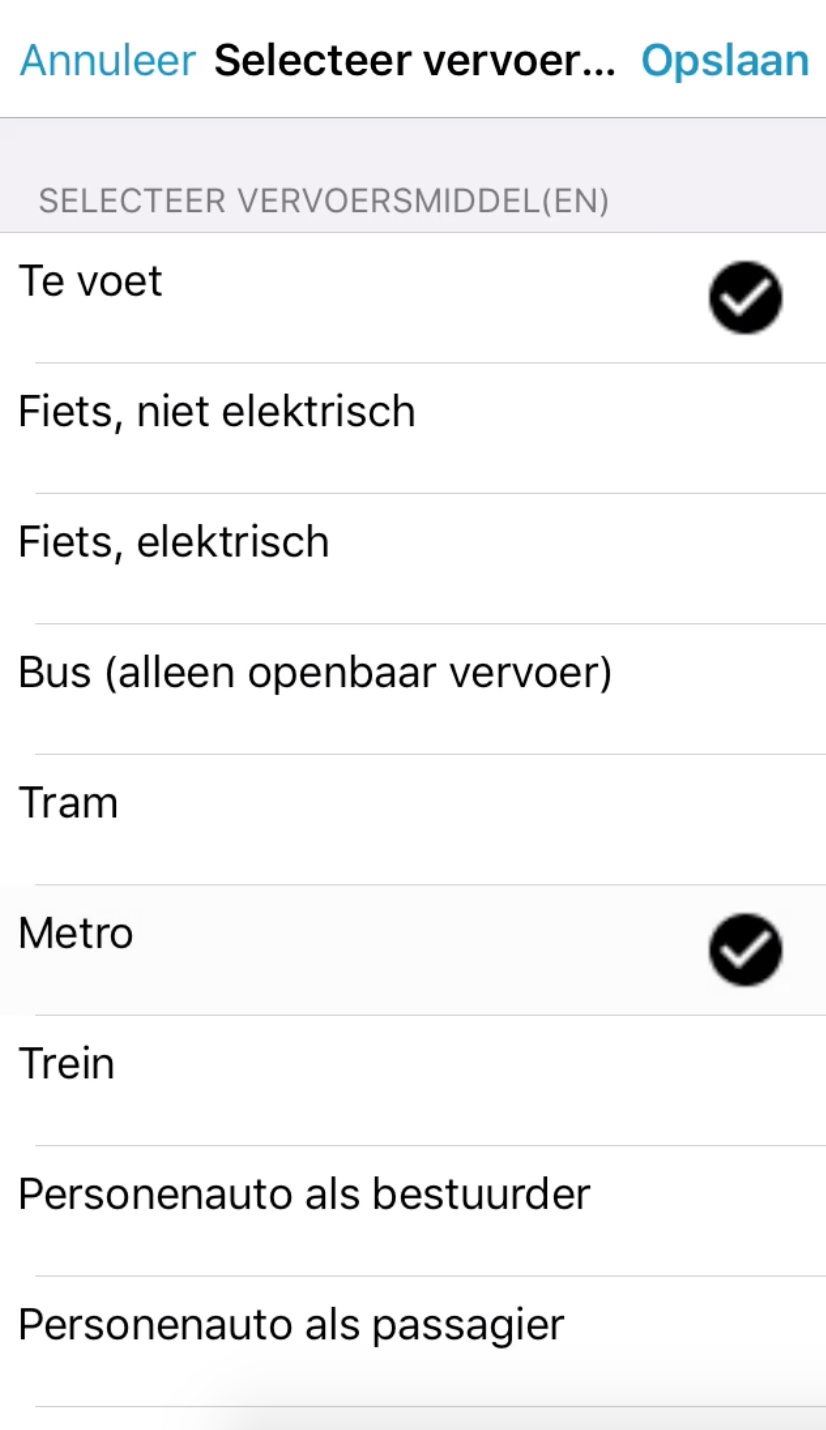 Annuleer Selecteer vervoer... Opslaan
SELECTEER VERVOERSMIDDEL(EN)
Te voet
Fiets, niet elektrisch
Fiets, elektrisch
Bus (alleen openbaar vervoer)
Tram
Metro
Trein
Personenauto als bestuurder
Personenauto als passagier